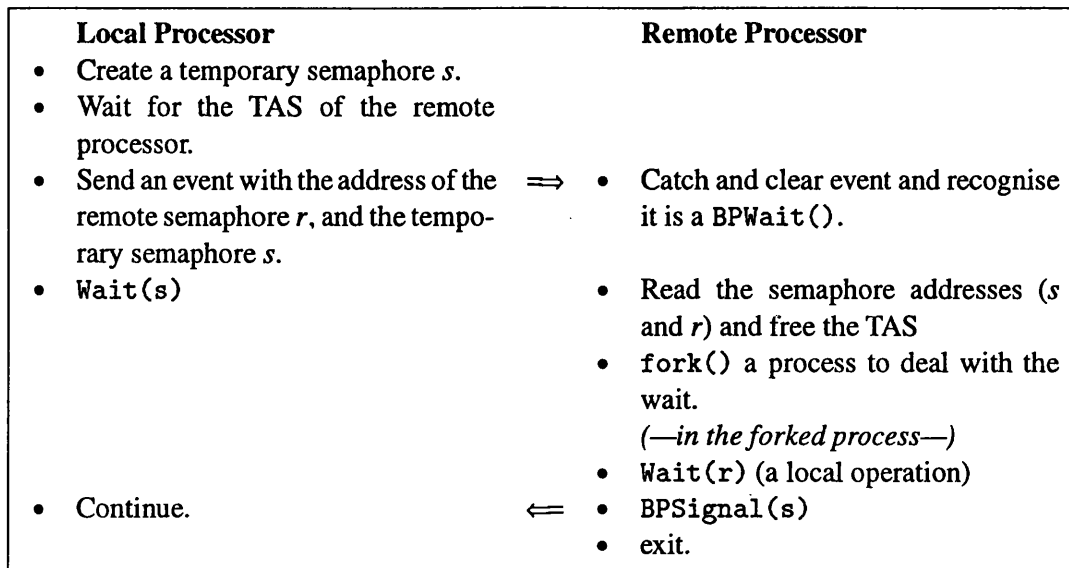 Local Processor
Remote Processor
• Create a temporary semaphore s.
• Wait for the TAS of the remote
processor.
• Send an event with the address of the
remote semaphore r, and the tempo-
rary semaphore s.
⟹
• Catch and clear event and recognise
it is a BPWait().
• Wait(s)
• Read the semaphore addresses (s
and r) and free the TAS
• fork() a process to deal with the
wait.
(—in the forked process—)
• Wait(r) (a local operation)
• Continue.
⟸
• BPSignal(s)
• exit.